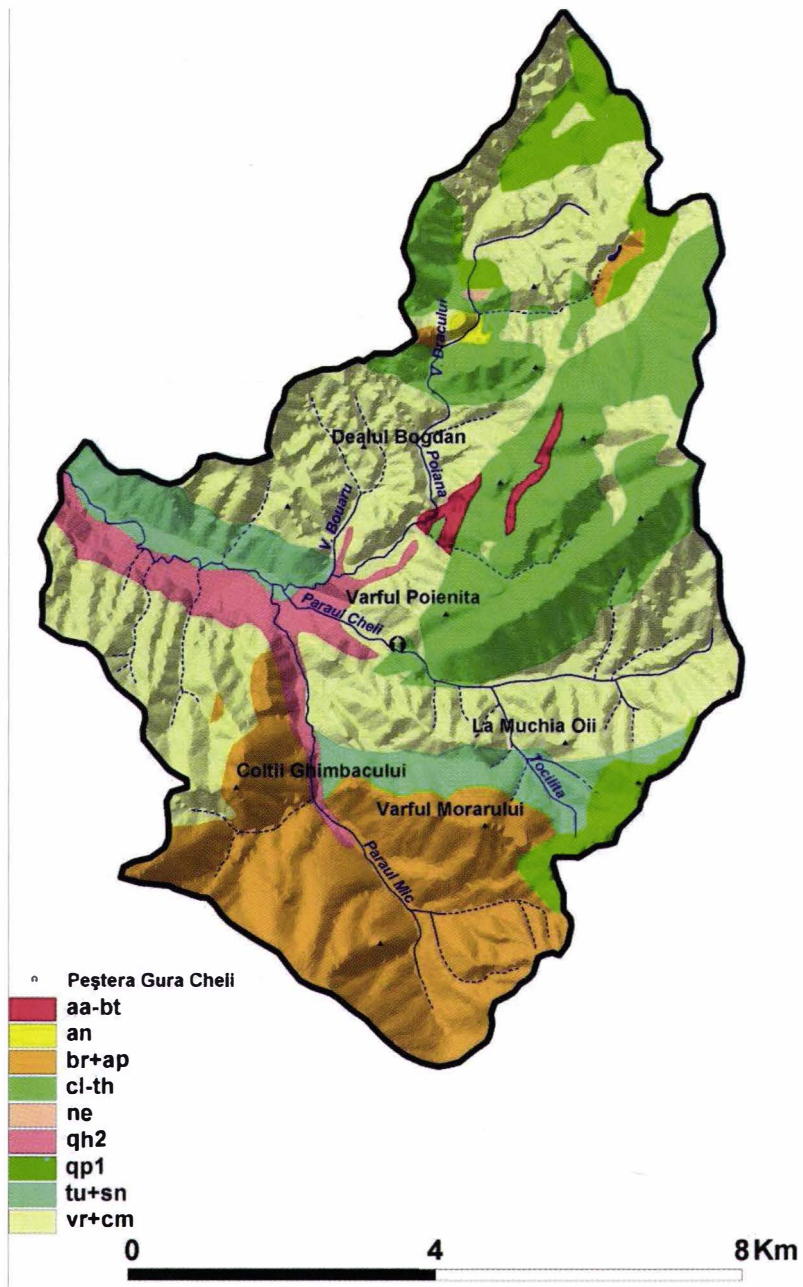 V. Dracului
Dealul Bogdan
Poiana
V. Bouaru
Varful Poienita
Paraul Cheii
La Muchia Oii
Tocilita
Coltii Ghimbacului
Varful Morarului
Paraul Mic
Peştera Gura Cheii
aa-bt
an
br+ap
cl-th
ne
qh2
qp1
tu+sn
vr+cm
0 4 8 Km